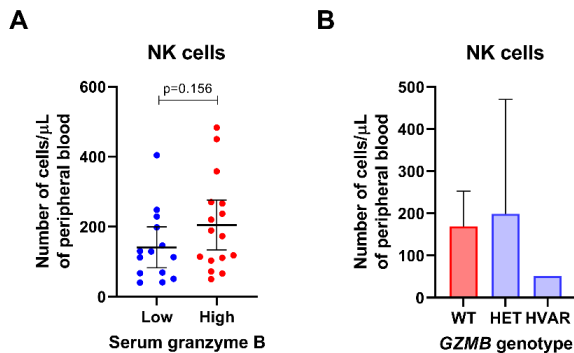 A
NK cells
p=0.156
Number of cells/μL
of peripheral blood
600
400
200
0
Low
High
Serum granzyme B
B
NK cells
Number of cells/μL
of peripheral blood
500
400
300
200
100
0
WT
HET
HVAR
GZMB genotype